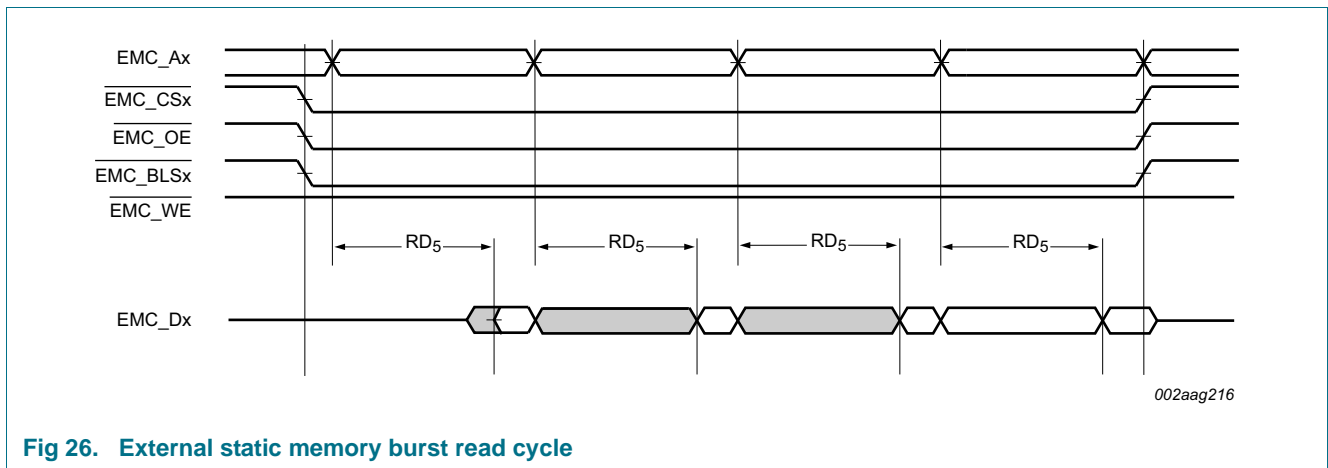 EMC_Ax
EMC_CSx
EMC_OE
EMC_BLSx
EMC_WE
RD5 RD5 RD5 RD5
EMC_Dx
002aag216
Fig 26. External static memory burst read cycle